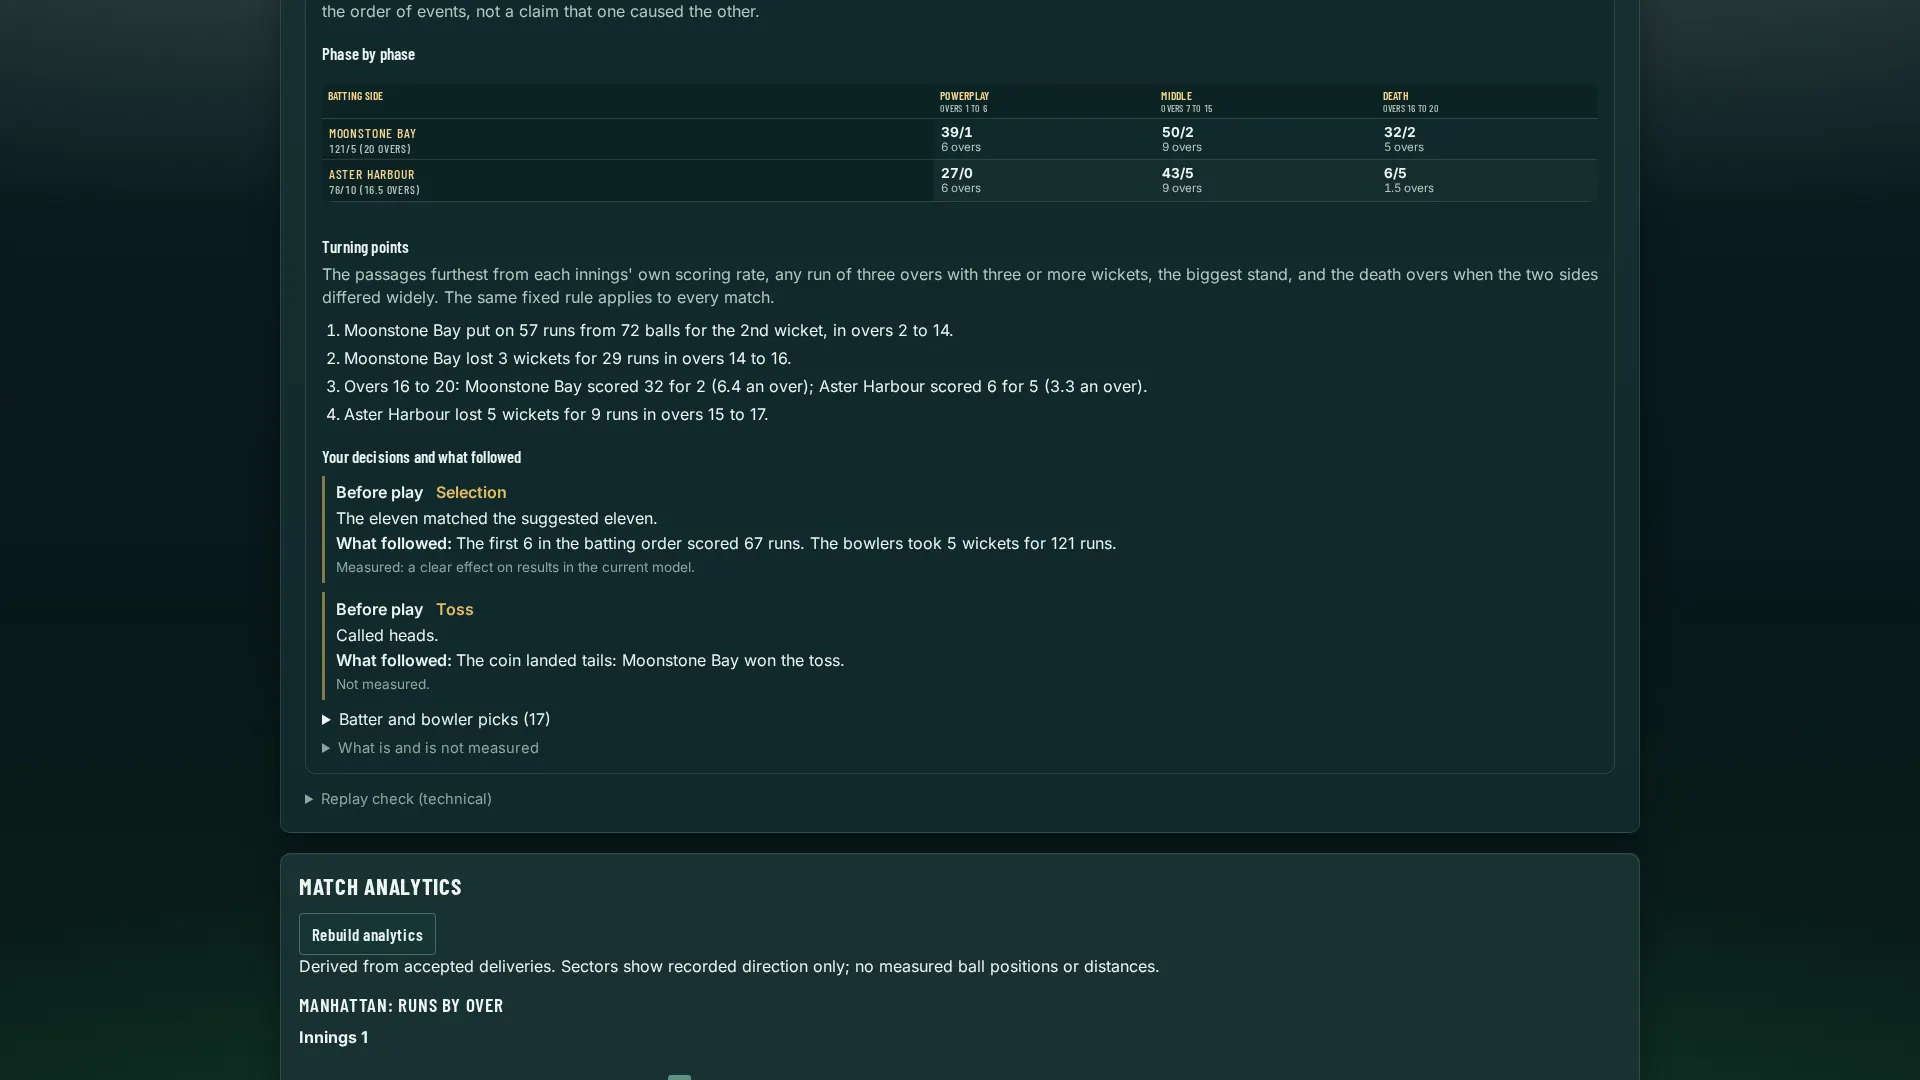 the order of events, not a claim that one caused the other.
Phase by phase
BATTING SIDE POWERPLAY MIDDLE DEATH
OVERS 1 TO 6 OVERS 7 TO 15 OVERS 16 TO 20
MOONSTONE BAY 39/1 50/2 32/2
121/5 (20 OVERS) 6 overs 9 overs 5 overs
ASTER HARBOUR 27/0 43/5 6/5
76/10 (16.5 OVERS) 6 overs 9 overs 1.5 overs
Turning points
The passages furthest from each innings' own scoring rate, any run of three overs with three or more wickets, the biggest stand, and the death overs when the two sides
differed widely. The same fixed rule applies to every match.
1. Moonstone Bay put on 57 runs from 72 balls for the 2nd wicket, in overs 2 to 14.
2. Moonstone Bay lost 3 wickets for 29 runs in overs 14 to 16.
3. Overs 16 to 20: Moonstone Bay scored 32 for 2 (6.4 an over); Aster Harbour scored 6 for 5 (3.3 an over).
4. Aster Harbour lost 5 wickets for 9 runs in overs 15 to 17.
Your decisions and what followed
Before play Selection
The eleven matched the suggested eleven.
What followed: The first 6 in the batting order scored 67 runs. The bowlers took 5 wickets for 121 runs.
Measured: a clear effect on results in the current model.
Before play Toss
Called heads.
What followed: The coin landed tails: Moonstone Bay won the toss.
Not measured.
Batter and bowler picks (17)
What is and is not measured
Replay check (technical)
MATCH ANALYTICS
Rebuild analytics
Derived from accepted deliveries. Sectors show recorded direction only; no measured ball positions or distances.
MANHATTAN: RUNS BY OVER
Innings 1